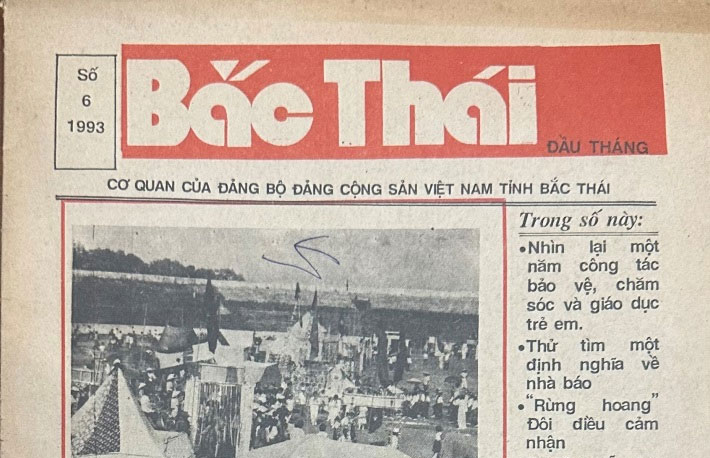 Số
6
1993
Bắc Thái
ĐẦU THÁNG
CƠ QUAN CỦA ĐẢNG BỘ ĐẢNG CỘNG SẢN VIỆT NAM TỈNH BẮC THÁI
Trong số này:
•Nhìn lại một
năm công tác
bảo vệ, chăm
sóc và giáo dục
trẻ em.
•Thử tìm một
định nghĩa về
nhà báo
•"Rừng hoang"
Đôi điều cảm
nhận